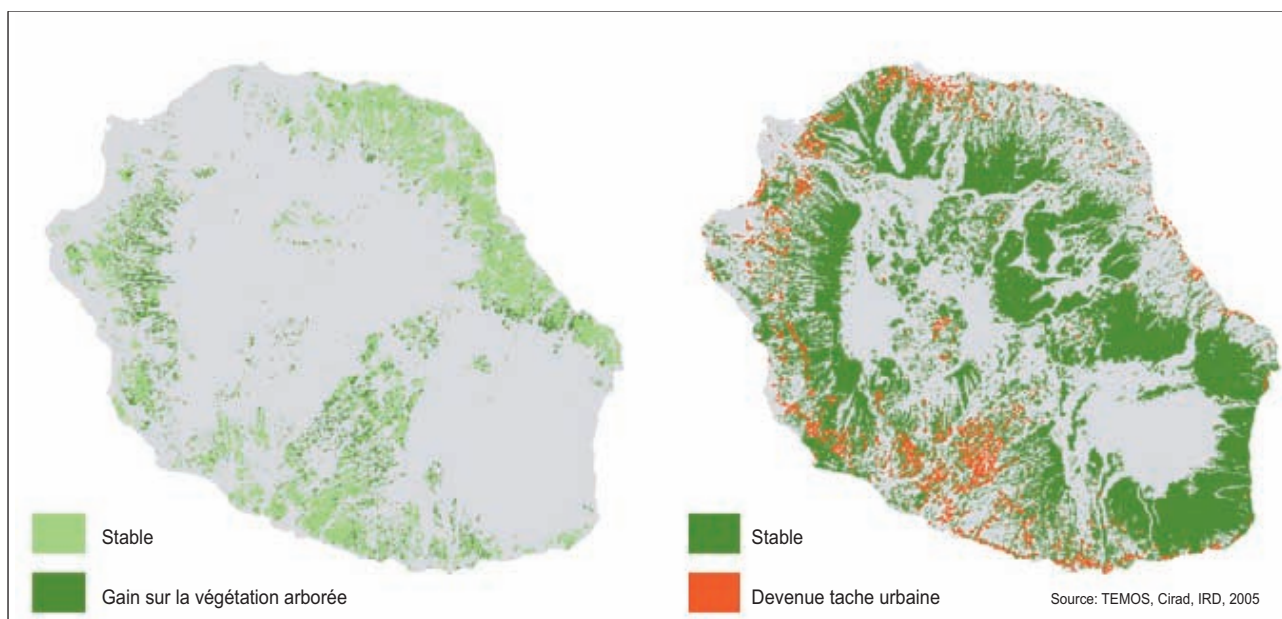 Stable
Gain sur la végétation arborée
Stable
Devenue tache urbaine
Source: TEMOS, Cirad, IRD, 2005